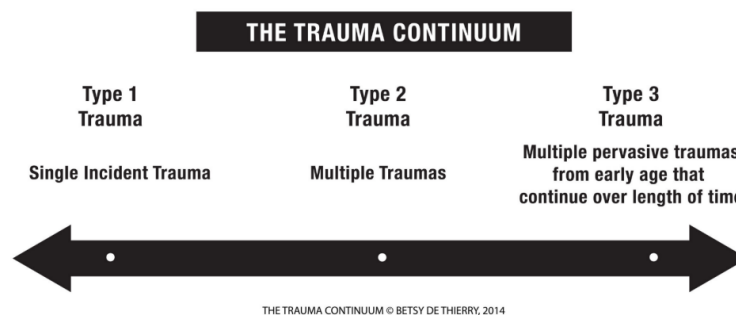 THE TRAUMA CONTINUUM
Type 1
Trauma
Type 2
Trauma
Type 3
Trauma
Single Incident Trauma
Multiple Traumas
Multiple pervasive traumas
from early age that
continue over length of time
THE TRAUMA CONTINUUM © BETSY DE THIERRY, 2014